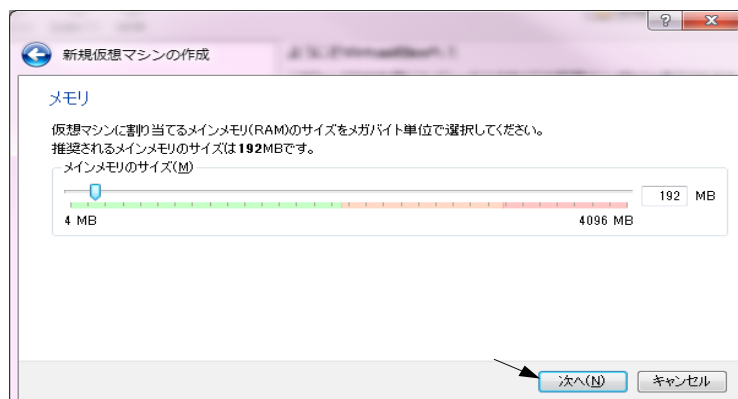 新規仮想マシンの作成
メモリ
仮想マシンに割り当てるメインメモリ(RAM)のサイズをメガバイト単位で選択してください。
推奨されるメインメモリのサイズは192MBです。
メインメモリのサイズ(M)
192 MB
4 MB 4096 MB
次へ(N) キャンセル